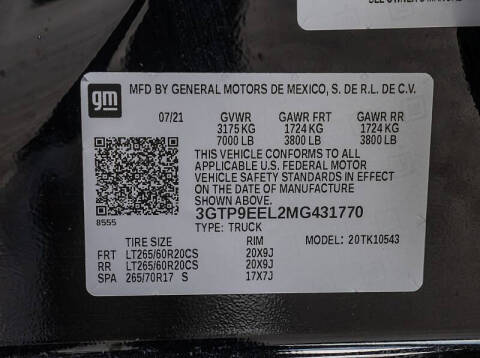 SEE OWNER'S MANUAL
gm
MFD BY GENERAL MOTORS DE MEXICO, S. DE R.L. DE C.V.
07/21 GVWR GAWR FRT GAWR RR
3175 KG 1724 KG 1724 KG
7000 LB 3800 LB 3800 LB
THIS VEHICLE CONFORMS TO ALL
APPLICABLE U.S. FEDERAL MOTOR
VEHICLE SAFETY STANDARDS IN EFFECT
ON THE DATE OF MANUFACTURE
SHOWN ABOVE.
8555
3GTP9EEL2MG431770
TYPE: TRUCK
TIRE SIZE RIM MODEL: 20TK10543
FRT LT265/60R20CS 20X9J
RR LT265/60R20CS 20X9J
SPA 265/70R17 S 17X7J